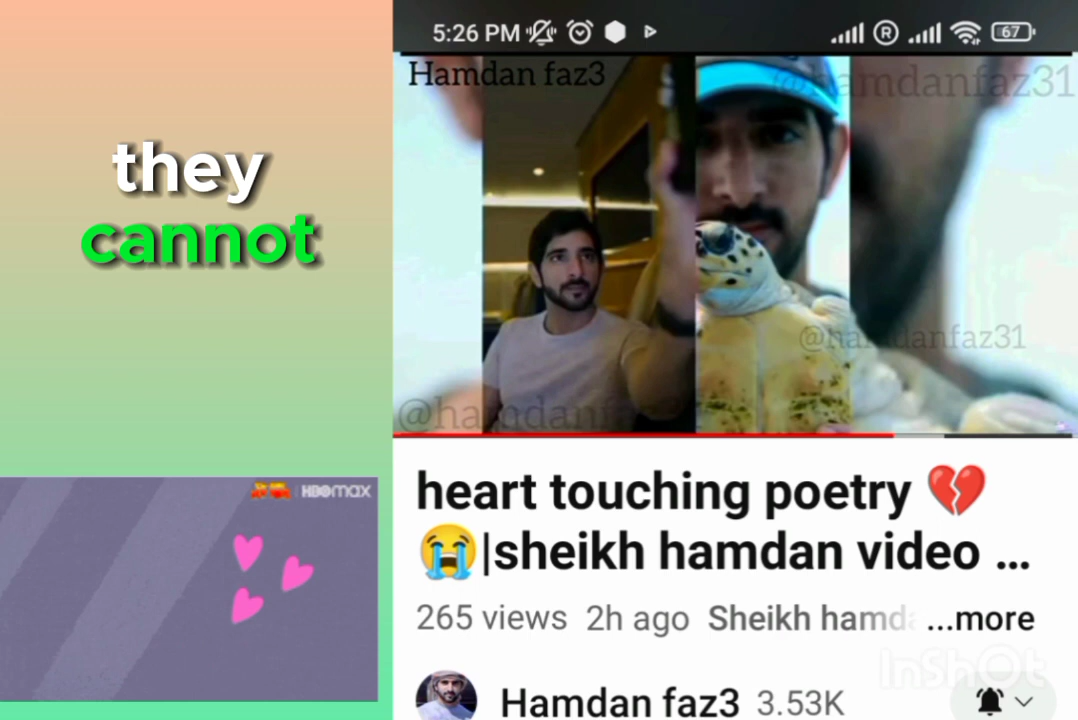 they
cannot
HBOMAX
5:26 PM
R
67
Hamdan faz3
@hamdanfaz31
@hamdanfaz31
heart touching poetry 💔
😭|sheikh hamdan video ...
265 views 2h ago Sheikh hamda ...more
InShOt
Hamdan faz3 3.53K